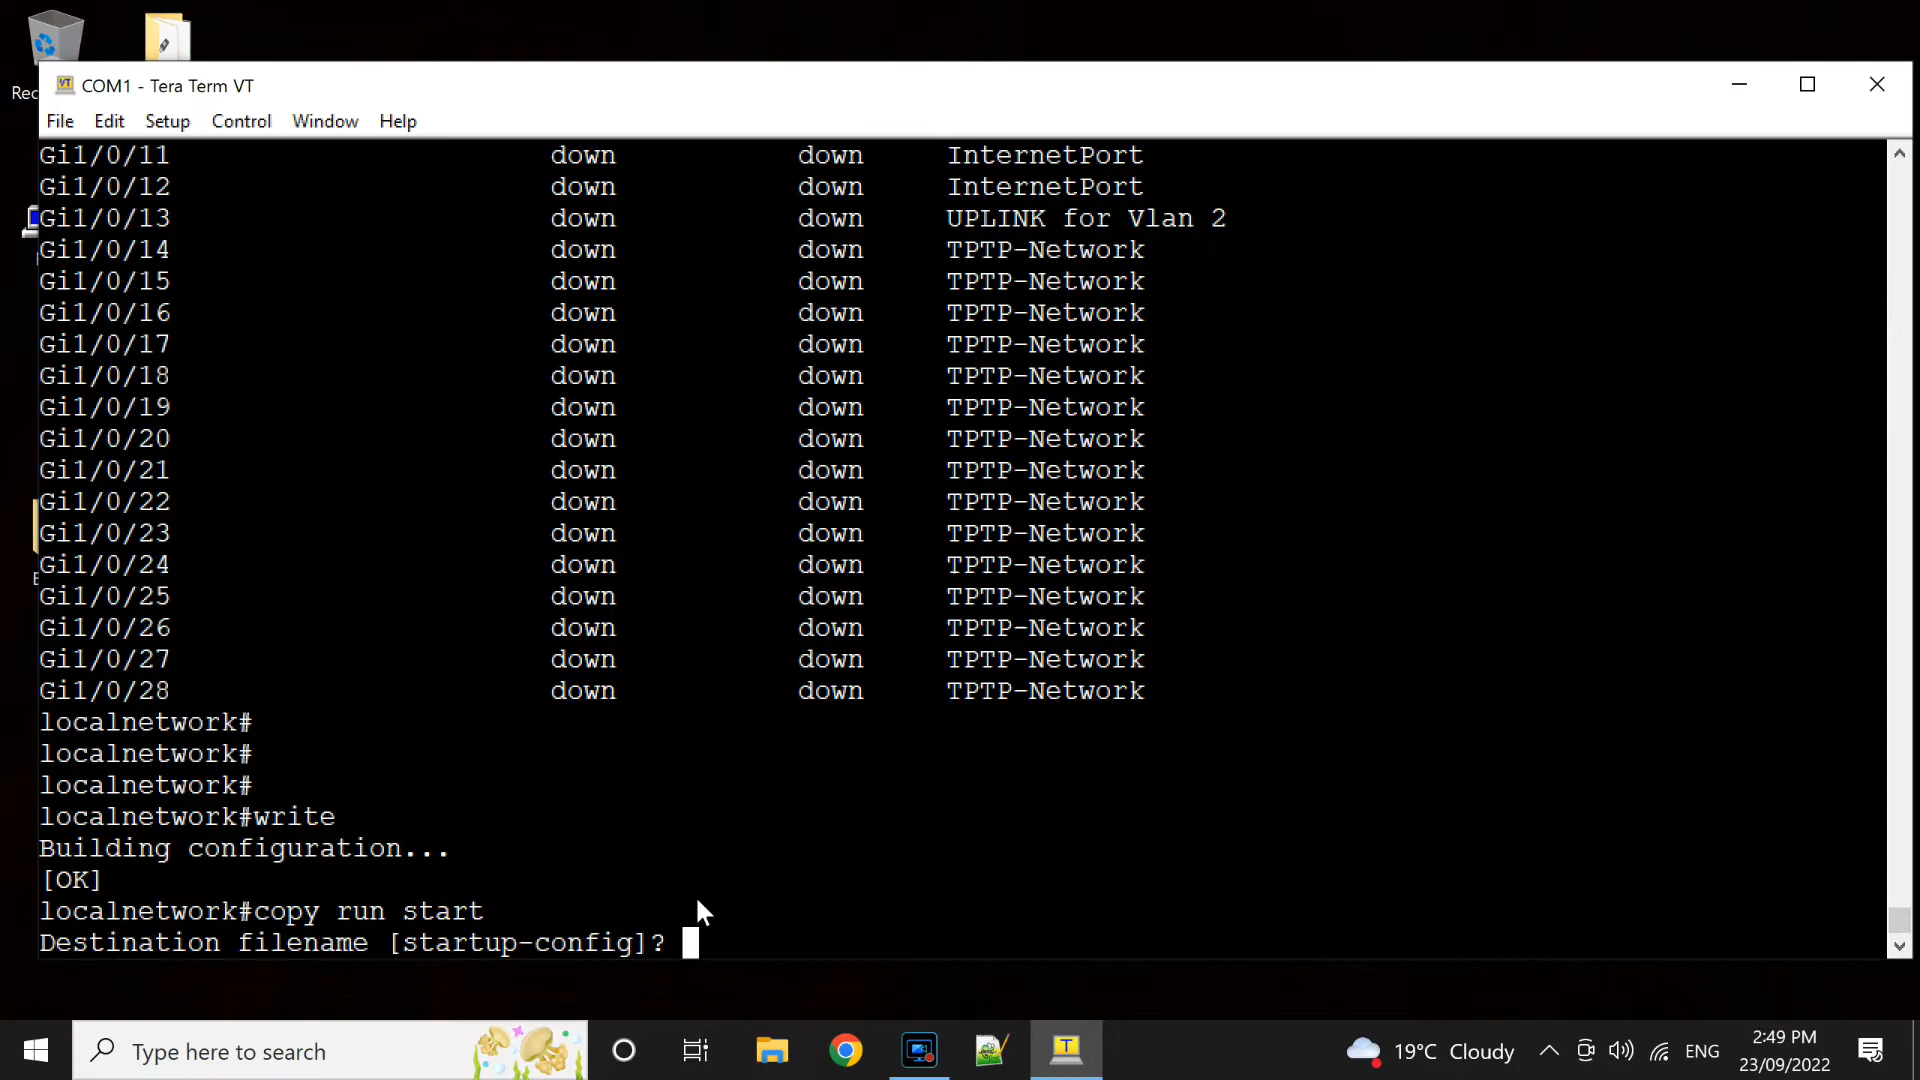 Rec
COM1 - Tera Term VT
File Edit Setup Control Window Help
Gi1/0/11 down down InternetPort
Gi1/0/12 down down InternetPort
Gi1/0/13 down down UPLINK for Vlan 2
Gi1/0/14 down down TPTP-Network
Gi1/0/15 down down TPTP-Network
Gi1/0/16 down down TPTP-Network
Gi1/0/17 down down TPTP-Network
Gi1/0/18 down down TPTP-Network
Gi1/0/19 down down TPTP-Network
Gi1/0/20 down down TPTP-Network
Gi1/0/21 down down TPTP-Network
Gi1/0/22 down down TPTP-Network
Gi1/0/23 down down TPTP-Network
Gi1/0/24 down down TPTP-Network
Gi1/0/25 down down TPTP-Network
Gi1/0/26 down down TPTP-Network
Gi1/0/27 down down TPTP-Network
Gi1/0/28 down down TPTP-Network
localnetwork#
localnetwork#
localnetwork#
localnetwork#write
Building configuration...
[OK]
localnetwork#copy run start
Destination filename [startup-config]?
Type here to search
19°C Cloudy
ENG
2:49 PM
23/09/2022